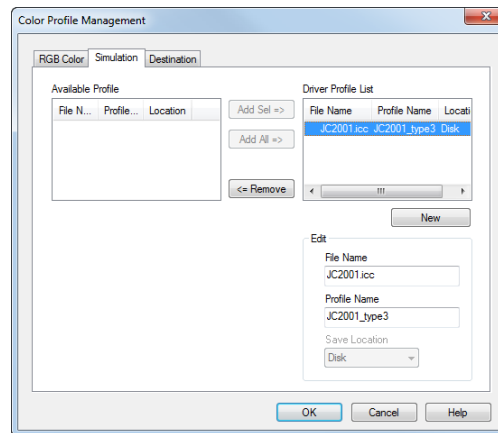 Color Profile Management
RGB Color Simulation Destination
Available Profile
File N... Profile... Location
Add Sel =>
Add All =>
<= Remove
Driver Profile List
File Name Profile Name Locati
JC2001.icc JC2001_type3 Disk
New
Edit
File Name
JC2001.icc
Profile Name
JC2001_type3
Save Location
Disk
OK Cancel Help